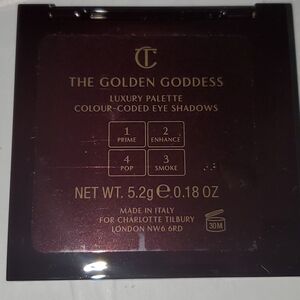 CT
THE GOLDEN GODDESS
LUXURY PALETTE
COLOUR-CODED EYE SHADOWS
1 2
PRIME ENHANCE
4 3
POP SMOKE
NET WT. 5.2g e 0.18 OZ
MADE IN ITALY
FOR CHARLOTTE TILBURY
LONDON NW6 6RD
30M